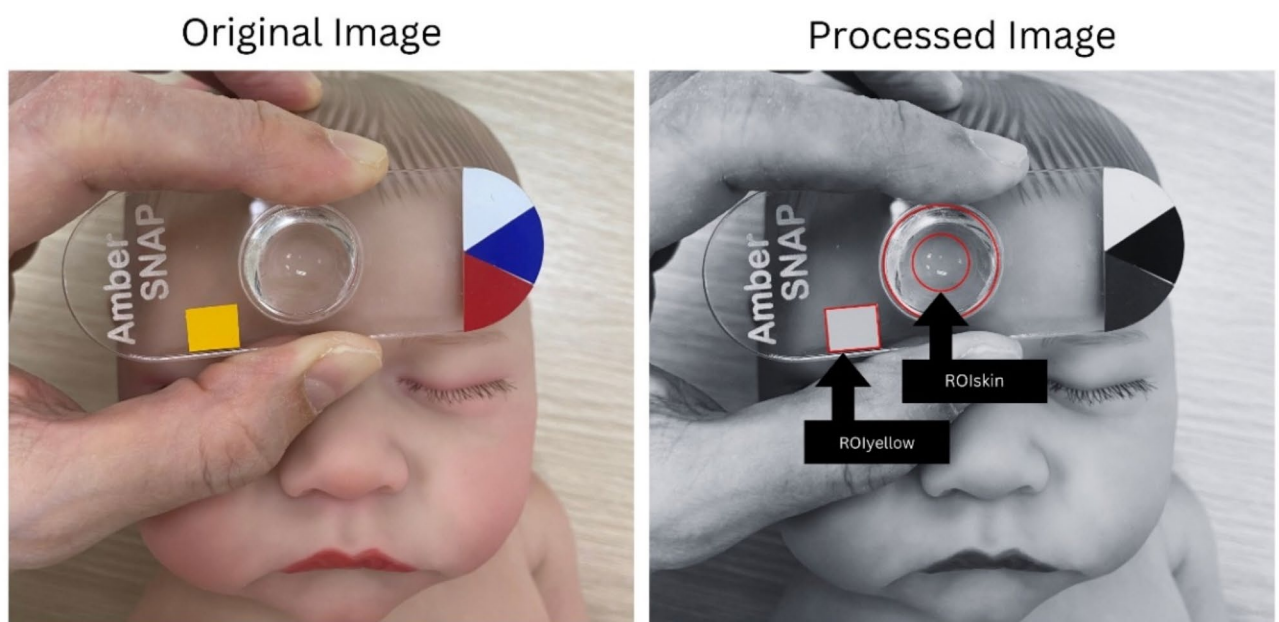 Original Image
Processed Image
Amber
SNAP
Amber
SNAP
ROIskin
ROIyellow